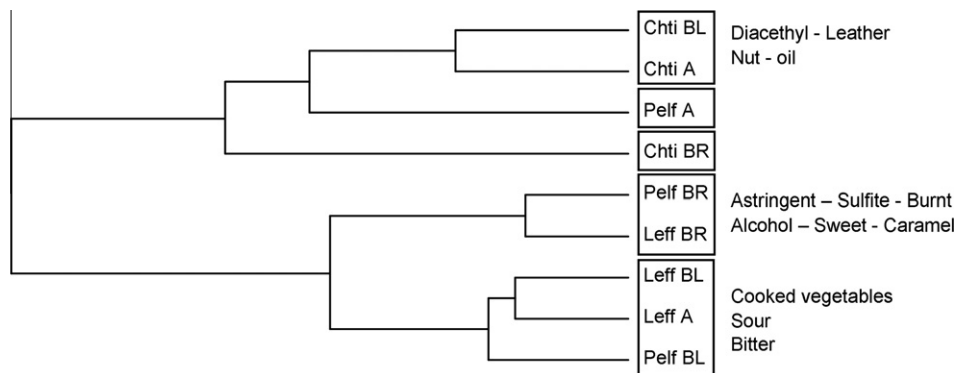 Chti BL
Diacethyl - Leather
Nut - oil
Chti A
Pelf A
Chti BR
Pelf BR
Astringent – Sulfite - Burnt
Alcohol – Sweet - Caramel
Leff BR
Leff BL
Cooked vegetables
Leff A
Sour
Bitter
Pelf BL